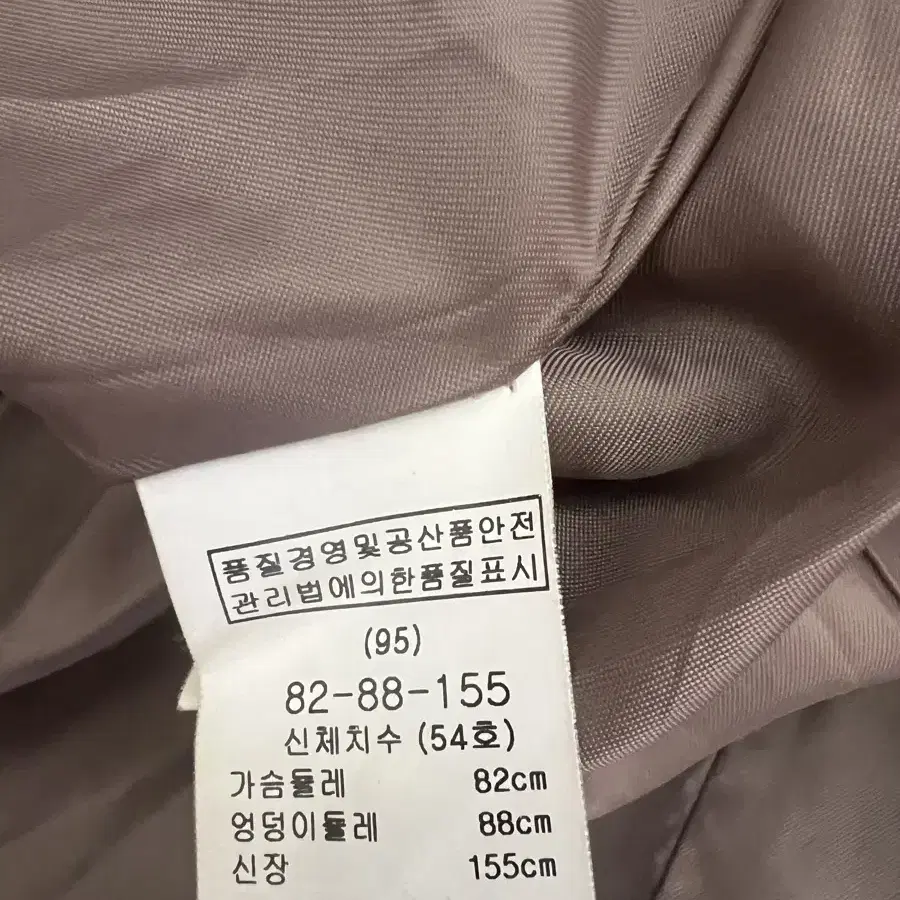 품질경영및공산품안전
관리법에의한품질표시
(95)
82-88-155
신체치수 (54호)
가슴둘레 82cm
엉덩이둘레 88cm
신장 155cm